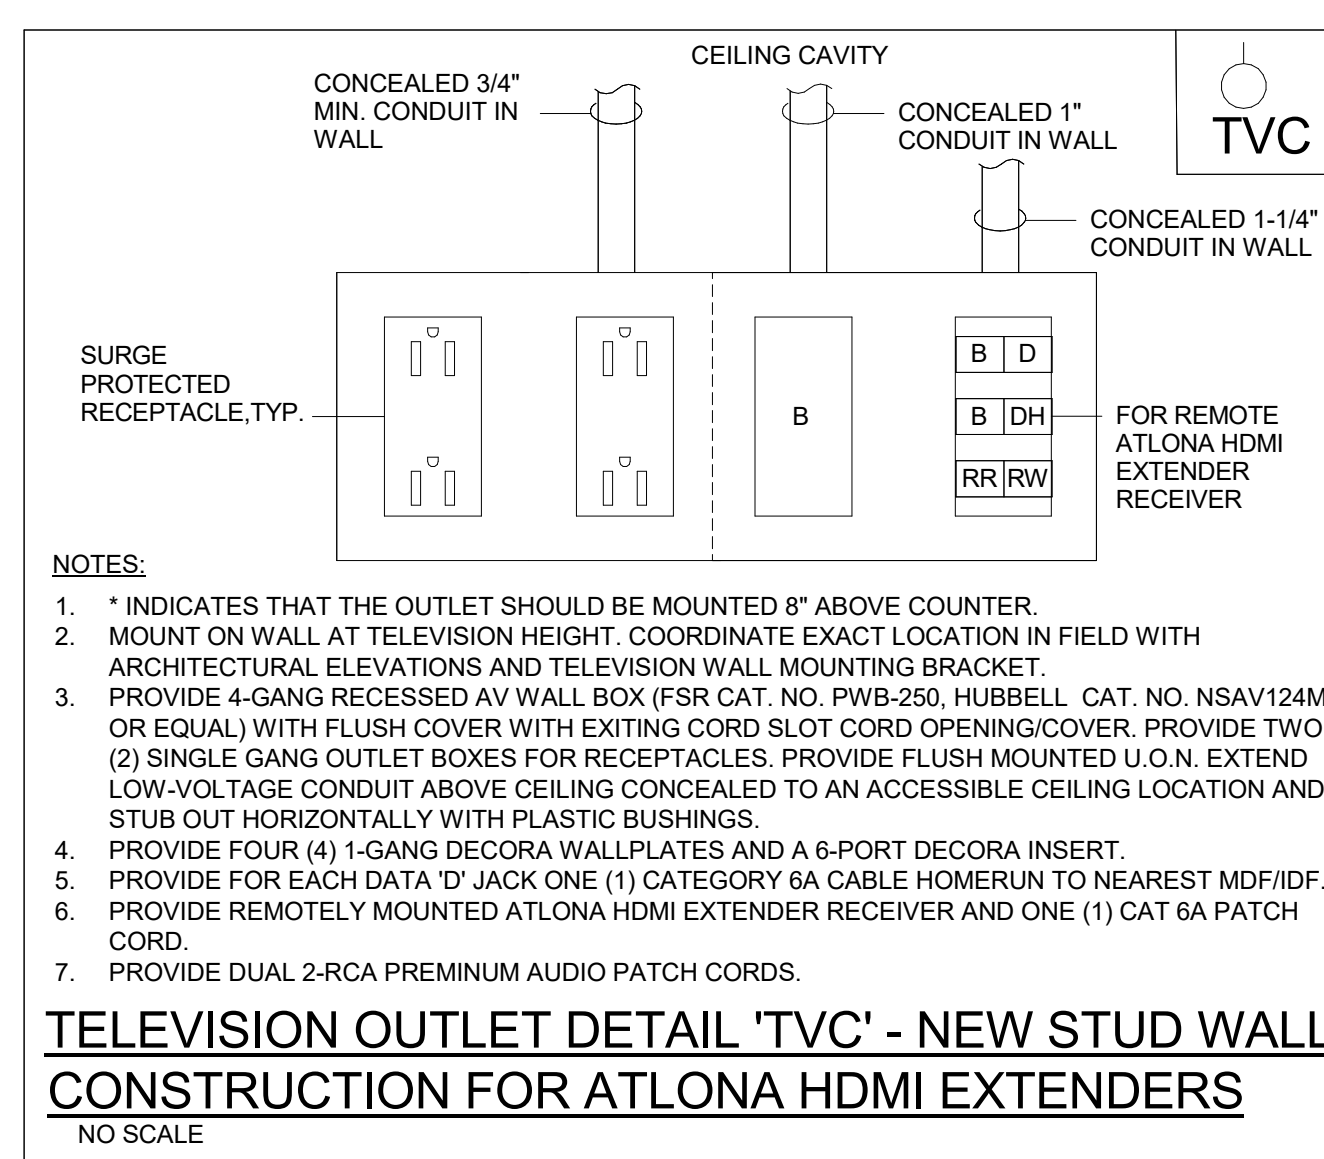 CEILING CAVITY
CONCEALED 3/4"
MIN. CONDUIT IN
WALL
CONCEALED 1"
CONDUIT IN WALL
TVC
CONCEALED 1-1/4"
CONDUIT IN WALL
SURGE
PROTECTED
RECEPTACLE,TYP.
B
B D
B DH
RR RW
FOR REMOTE
ATLONA HDMI
EXTENDER
RECEIVER
NOTES:
1. * INDICATES THAT THE OUTLET SHOULD BE MOUNTED 8" ABOVE COUNTER.
2. MOUNT ON WALL AT TELEVISION HEIGHT. COORDINATE EXACT LOCATION IN FIELD WITH
ARCHITECTURAL ELEVATIONS AND TELEVISION WALL MOUNTING BRACKET.
3. PROVIDE 4-GANG RECESSED AV WALL BOX (FSR CAT. NO. PWB-250, HUBBELL CAT. NO. NSAV124M
OR EQUAL) WITH FLUSH COVER WITH EXITING CORD SLOT CORD OPENING/COVER. PROVIDE TWO
(2) SINGLE GANG OUTLET BOXES FOR RECEPTACLES. PROVIDE FLUSH MOUNTED U.O.N. EXTEND
LOW-VOLTAGE CONDUIT ABOVE CEILING CONCEALED TO AN ACCESSIBLE CEILING LOCATION AND
STUB OUT HORIZONTALLY WITH PLASTIC BUSHINGS.
4. PROVIDE FOUR (4) 1-GANG DECORA WALLPLATES AND A 6-PORT DECORA INSERT.
5. PROVIDE FOR EACH DATA 'D' JACK ONE (1) CATEGORY 6A CABLE HOMERUN TO NEAREST MDF/IDF.
6. PROVIDE REMOTELY MOUNTED ATLONA HDMI EXTENDER RECEIVER AND ONE (1) CAT 6A PATCH
CORD.
7. PROVIDE DUAL 2-RCA PREMINUM AUDIO PATCH CORDS.
TELEVISION OUTLET DETAIL 'TVC' - NEW STUD WALL
CONSTRUCTION FOR ATLONA HDMI EXTENDERS
NO SCALE